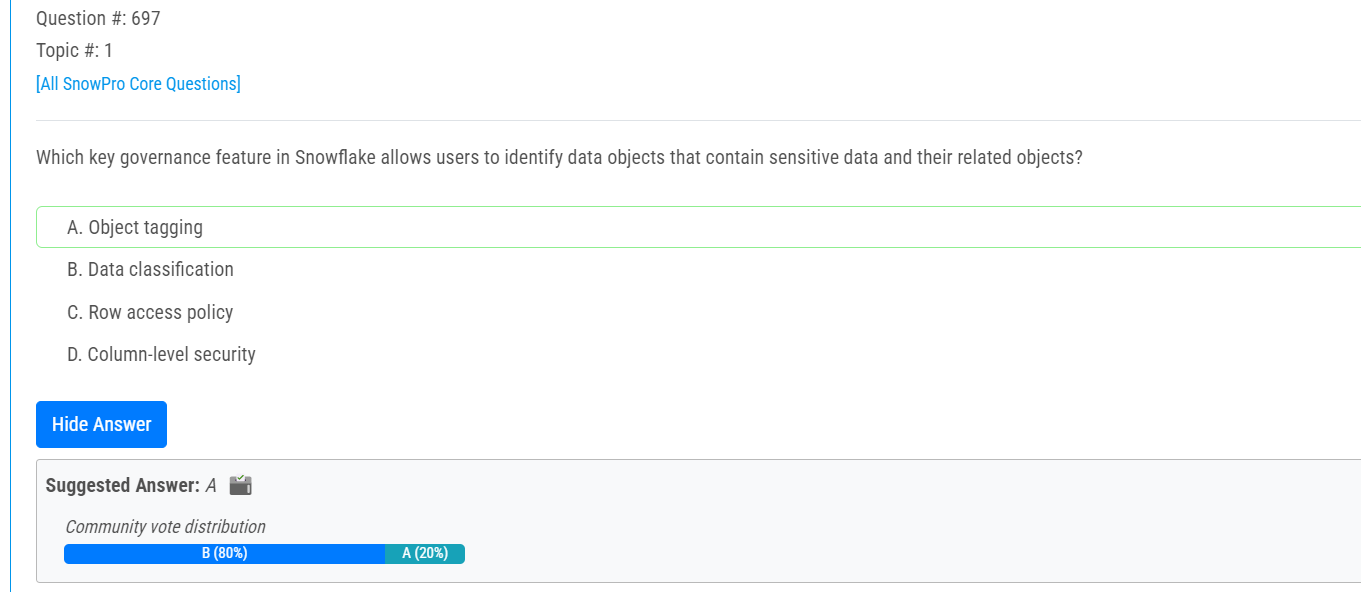 Question #: 697
Topic #: 1
[All SnowPro Core Questions]
Which key governance feature in Snowflake allows users to identify data objects that contain sensitive data and their related objects?
A. Object tagging
B. Data classification
C. Row access policy
D. Column-level security
Hide Answer
Suggested Answer: A
Community vote distribution
B (80%) A (20%)